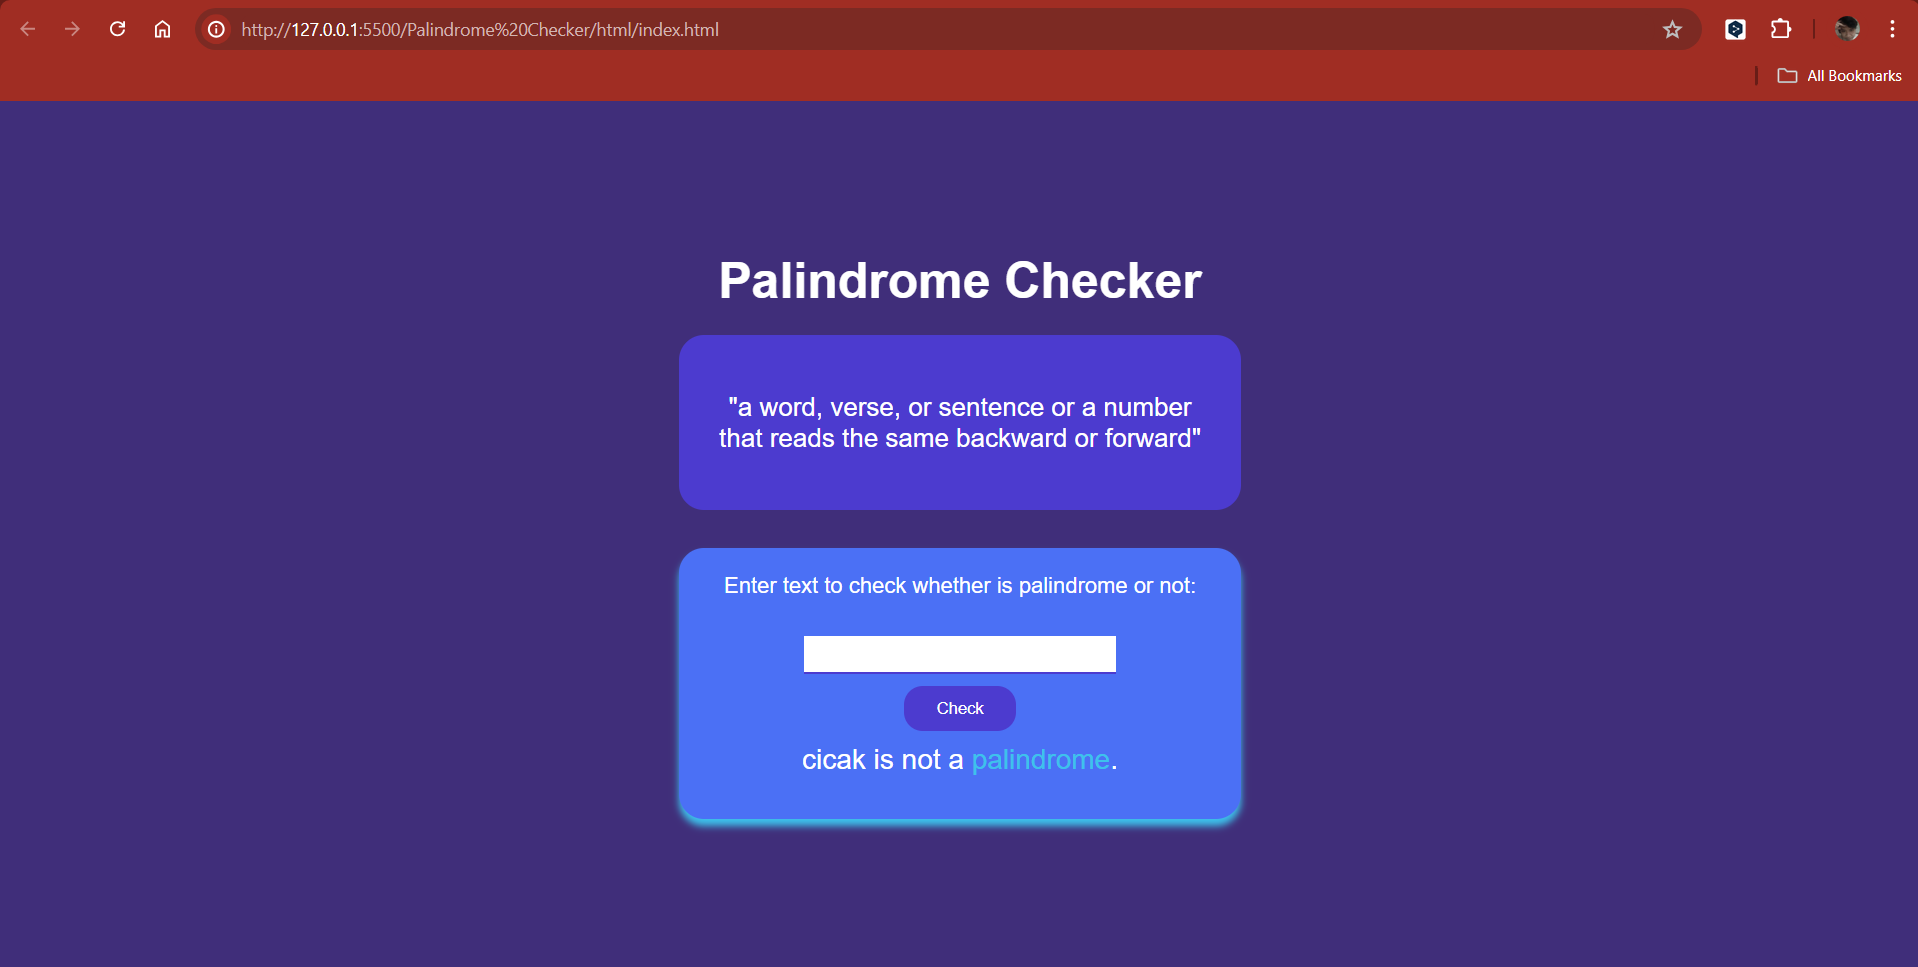 http://127.0.0.1:5500/Palindrome%20Checker/html/index.html
All Bookmarks
Palindrome Checker
"a word, verse, or sentence or a number
that reads the same backward or forward"
Enter text to check whether is palindrome or not:
Check
cicak is not a palindrome.